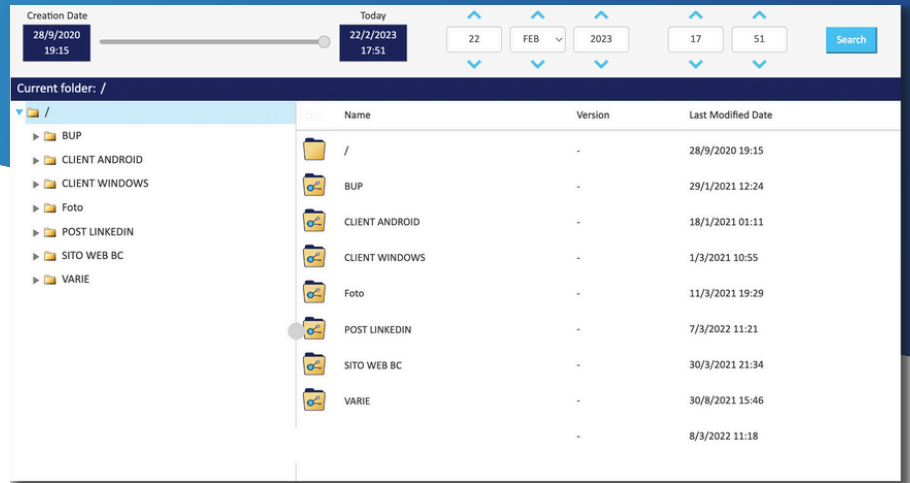 Creation Date
Today
28/9/2020
19:15
22/2/2023
17:51
22
FEB
2023
17
51
Search
Current folder: /
/
BUP
CLIENT ANDROID
CLIENT WINDOWS
Foto
POST LINKEDIN
SITO WEB BC
VARIE
Name Version Last Modified Date
/ - 28/9/2020 19:15
BUP - 29/1/2021 12:24
CLIENT ANDROID - 18/1/2021 01:11
CLIENT WINDOWS - 1/3/2021 10:55
Foto - 11/3/2021 19:29
POST LINKEDIN - 7/3/2022 11:21
SITO WEB BC - 30/3/2021 21:34
VARIE - 30/8/2021 15:46
- 8/3/2022 11:18